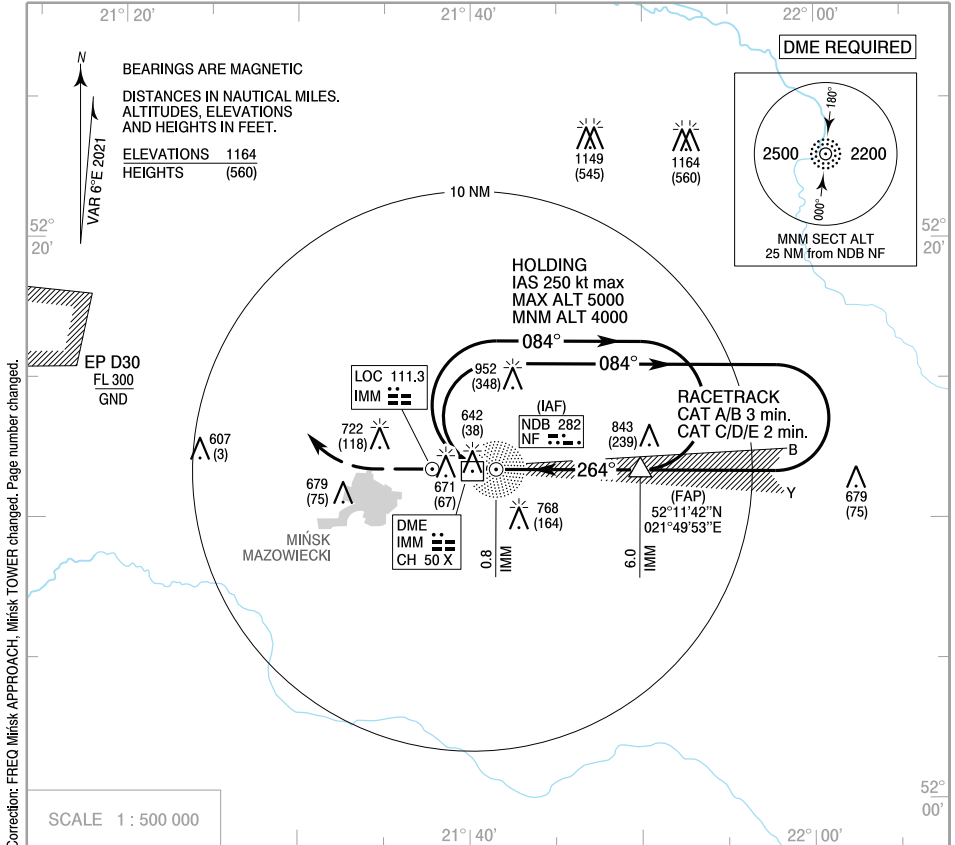 21°20'
21°40'
22°00'
DME REQUIRED
N
VAR 6°E 2021
BEARINGS ARE MAGNETIC
DISTANCES IN NAUTICAL MILES.
ALTITUDES, ELEVATIONS
AND HEIGHTS IN FEET.
ELEVATIONS 1164
HEIGHTS (560)
1149
(545)
1164
(560)
180°
2500
2200
000°
MNM SECT ALT
25 NM from NDB NF
52°
20'
52°
20'
10 NM
HOLDING
IAS 250 kt max
MAX ALT 5000
MNM ALT 4000
084°
084°
EP D30
FL 300
GND
LOC 111.3
IMM
952
(348)
RACETRACK
CAT A/B 3 min.
CAT C/D/E 2 min.
(IAF)
NDB 282
NF
642
(38)
722
(118)
607
(3)
843
(239)
B
264°
Y
671
(67)
679
(75)
768
(164)
(FAP)
52°11'42"N
021°49'53"E
679
(75)
MIŃSK
MAZOWIECKI
DME
IMM
CH 50 X
0.8
IMM
6.0
IMM
52°
00'
SCALE 1 : 500 000
21°40'
22°00'
Correction: FREQ Mińsk APPROACH, Mińsk TOWER changed. Page number changed.